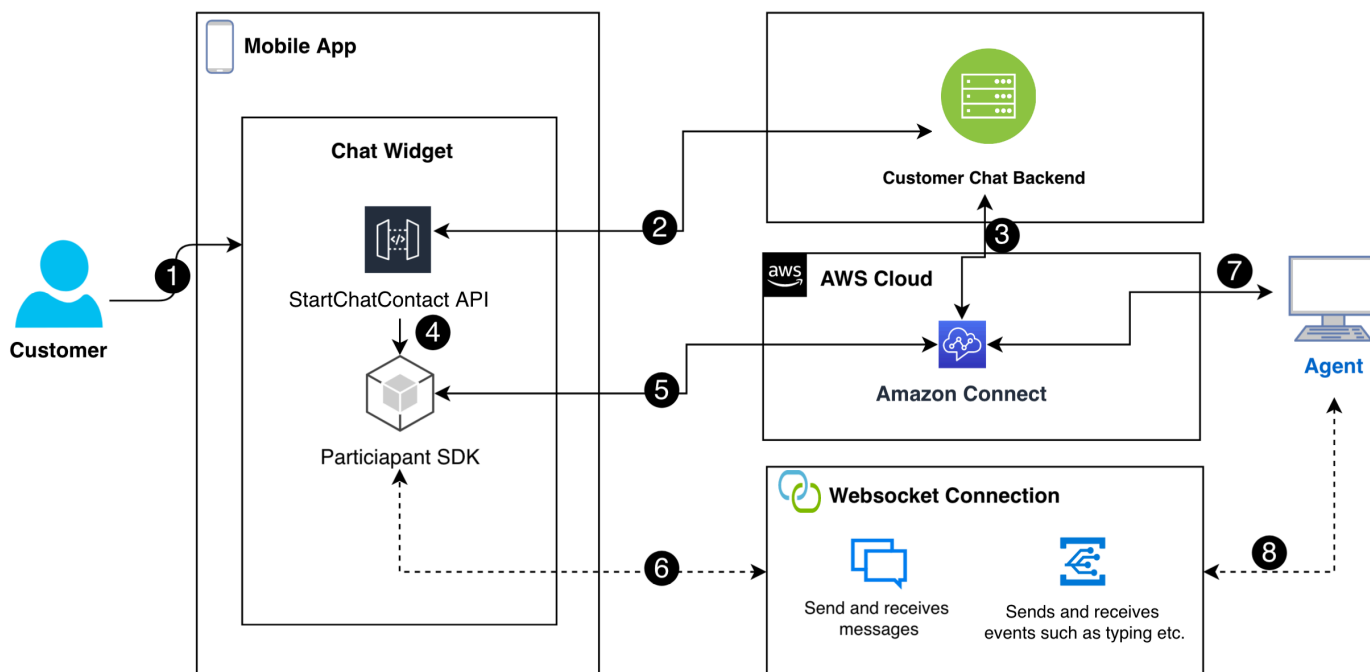 Mobile App
Chat Widget
StartChatContact API
Particiapant SDK
Customer
1
2
3
4
5
6
7
8
Customer Chat Backend
aws
AWS Cloud
Amazon Connect
Agent
Websocket Connection
Send and receives
messages
Sends and receives
events such as typing etc.